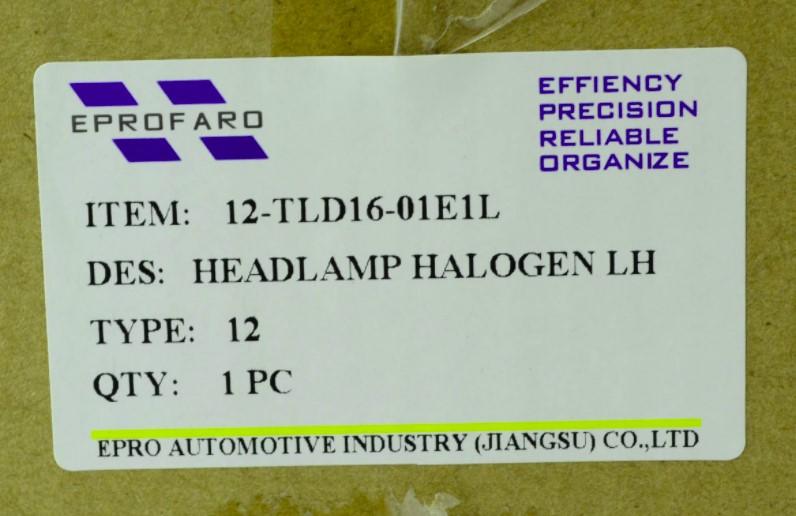 EPROFARO
EFFIENCY
PRECISION
RELIABLE
ORGANIZE
ITEM: 12-TLD16-01E1L
DES: HEADLAMP HALOGEN LH
TYPE: 12
QTY: 1 PC
EPRO AUTOMOTIVE INDUSTRY (JIANGSU) CO.,LTD